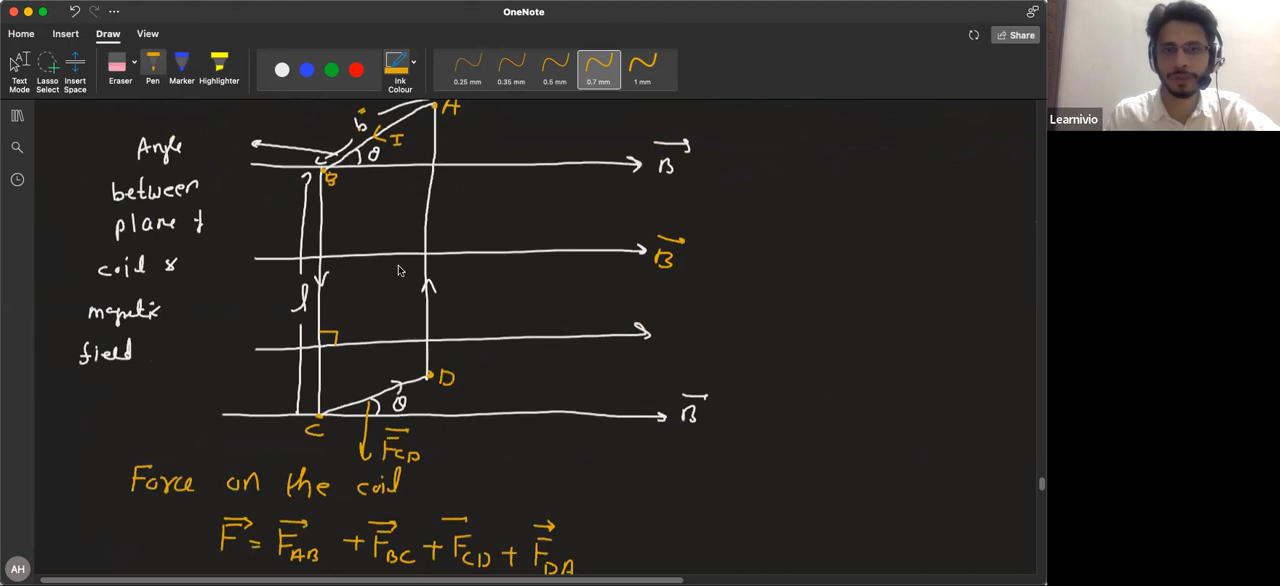 OneNote
Home Insert Draw View
Share
Text Mode
Lasso Select
Insert Space
Eraser
Pen
Marker
Highlighter
0.25 mm
0.35 mm
0.5 mm
0.7 mm
1 mm
Ink Colour
Learnivio
A
b
I
θ
B
B
Angle
between
plane of
coil &
magnetic
field
B
l
D
θ
B
C
F_CD
Force on the coil
F = F_AB + F_BC + F_CD + F_DA
AH